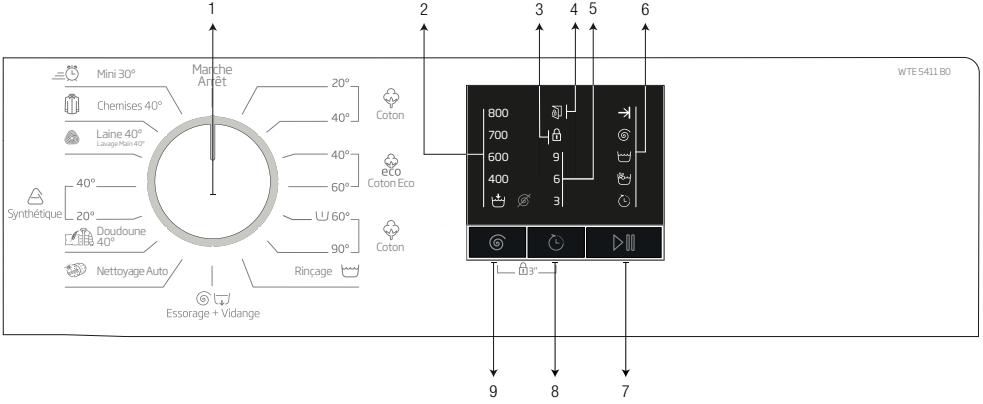 1
2
3
4
5
6
Mini 30°
Marche
Arrêt
20°
WTE 5411 B0
Chemises 40°
40°
Coton
Laine 40°
Lavage Main 40°
40°
eco
Coton Eco
60°
Synthétique
40°
20°
60°
Coton
90°
Doudoune
40°
Nettoyage Auto
Rinçage
Essorage + Vidange
800
700
600
9
400
6
3
3"
9
8
7